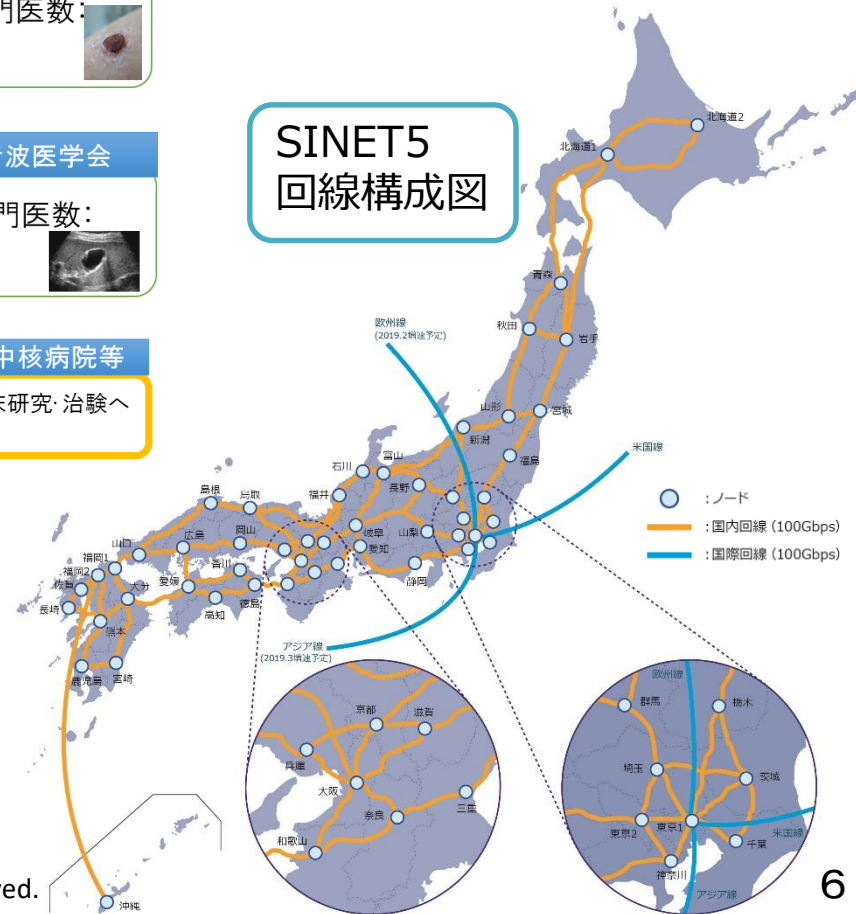 門医数:
音波医学会
門医数:
中核病院等
床研究・治験へ
SINET5
回線構成図
北海道2
北海道1
青森
秋田
岩手
欧州線
(2019.2増速予定)
山形
宮城
新潟
米国線
福島
富山
石川
長野
福井
島根
鳥取
岐阜
山梨
愛知
静岡
岡山
広島
山口
香川
福岡1
福岡2
佐賀
大分
愛媛
徳島
高知
長崎
熊本
鹿児島
宮崎
アジア線
(2019.3増速予定)
:ノード
:国内回線 (100Gbps)
:国際回線 (100Gbps)
京都
滋賀
兵庫
大阪
奈良
三重
和歌山
欧州線
群馬
栃木
埼玉
茨城
東京2
東京1
米国線
千葉
神奈川
アジア線
沖縄
ved.
6